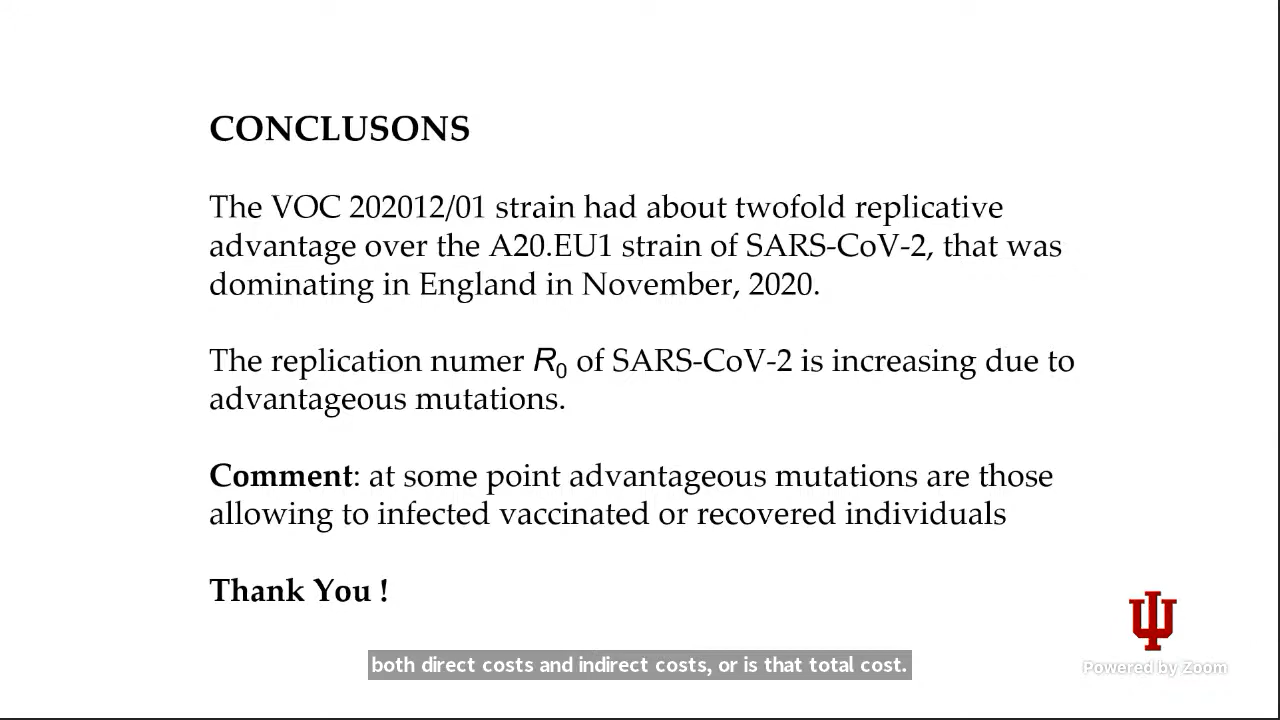 CONCLUSONS
The VOC 202012/01 strain had about twofold replicative
advantage over the A20.EU1 strain of SARS-CoV-2, that was
dominating in England in November, 2020.
The replication numer R₀ of SARS-CoV-2 is increasing due to
advantageous mutations.
Comment: at some point advantageous mutations are those
allowing to infected vaccinated or recovered individuals
Thank You !
both direct costs and indirect costs, or is that total cost.
Powered by Zoom